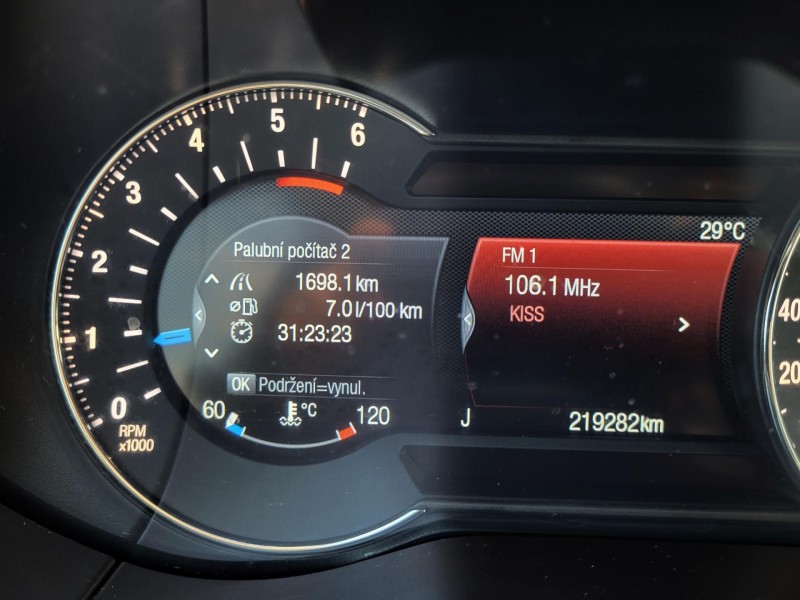 6
5
4
3
2
1
0
RPM
x1000
Palubní počítač 2
1698.1 km
7.0 l/100 km
31:23:23
OK Podržení=vynul.
60 °C 120
29°C
FM 1
106.1 MHz
KISS
J 219282km
40
20